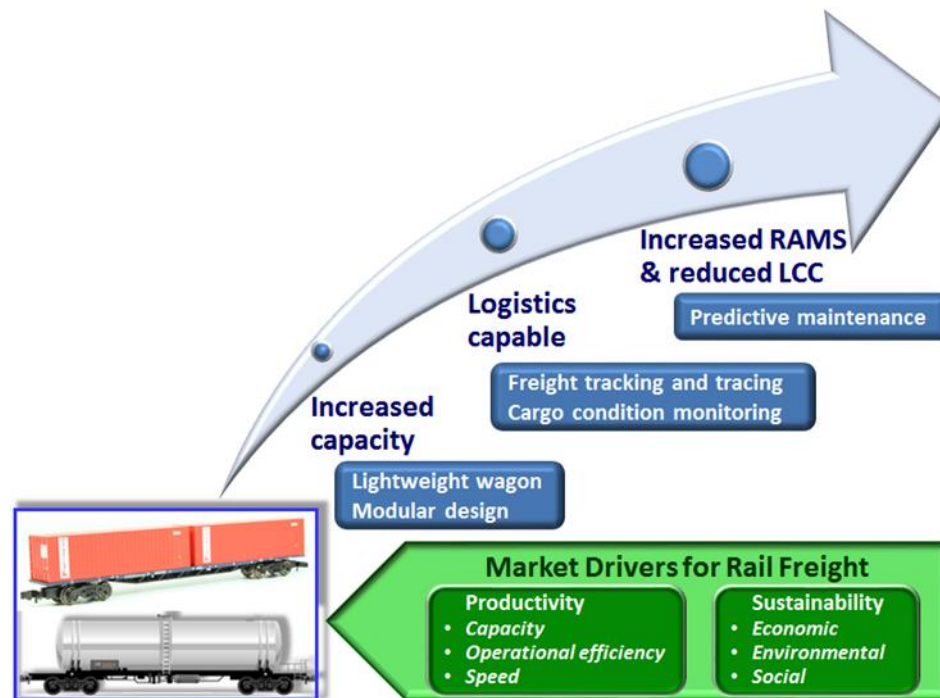 Increased RAMS
& reduced LCC
Predictive maintenance
Logistics
capable
Freight tracking and tracing
Cargo condition monitoring
Increased
capacity
Lightweight wagon
Modular design
Market Drivers for Rail Freight
Productivity
• Capacity
• Operational efficiency
• Speed
Sustainability
• Economic
• Environmental
• Social